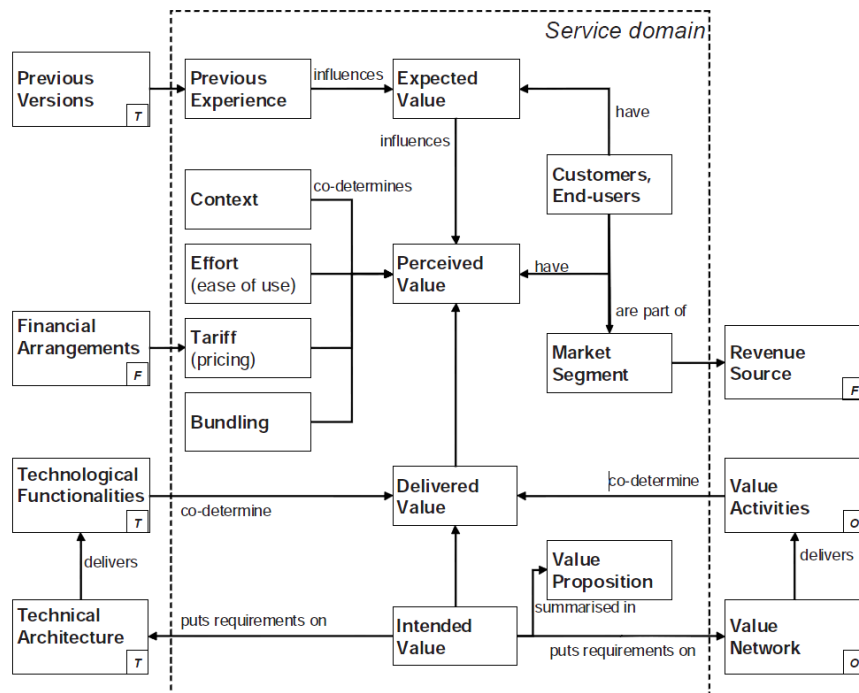 Service domain
Previous
Versions
T
Previous
Experience
influences
Expected
Value
have
influences
Customers,
End-users
co-determines
Context
Effort
(ease of use)
Perceived
Value
have
are part of
Financial
Arrangements
F
Tariff
(pricing)
Market
Segment
Revenue
Source
F
Bundling
Technological
Functionalities
T
co-determine
Delivered
Value
co-determine
Value
Activities
O
delivers
delivers
Value
Proposition
summarised in
Technical
Architecture
T
puts requirements on
Intended
Value
puts requirements on
Value
Network
O